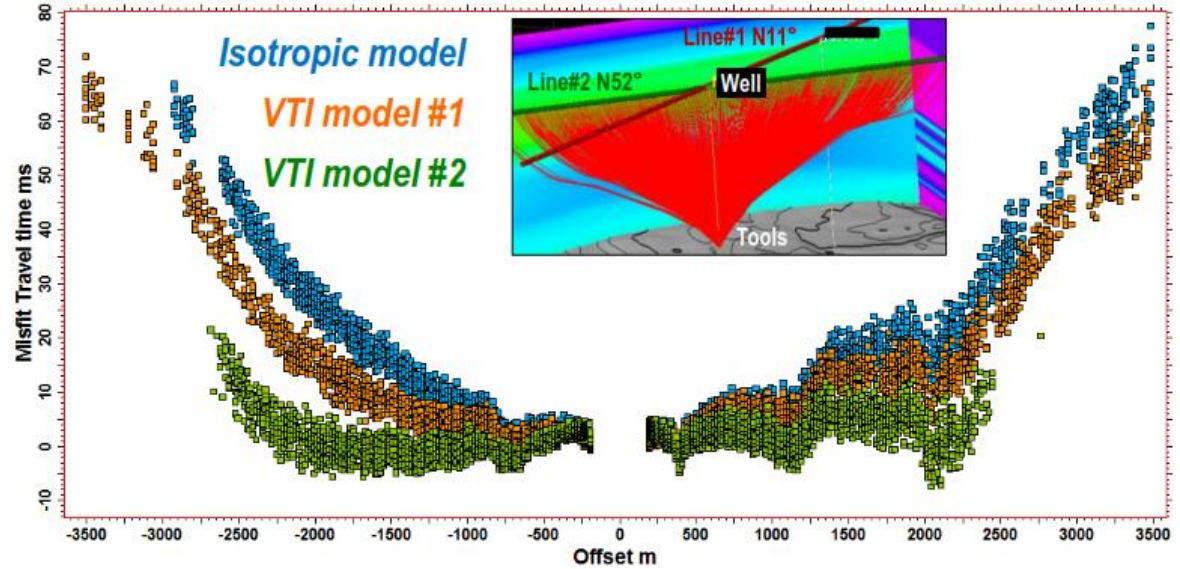 80
70
60
50
40
30
20
10
0
-10
Misfit Travel time ms
Isotropic model
VTI model #1
VTI model #2
Line#1 N11°
Line#2 N52°
Well
Tools
-3500 -3000 -2500 -2000 -1500 -1000 -500 0 500 1000 1500 2000 2500 3000 3500
Offset m